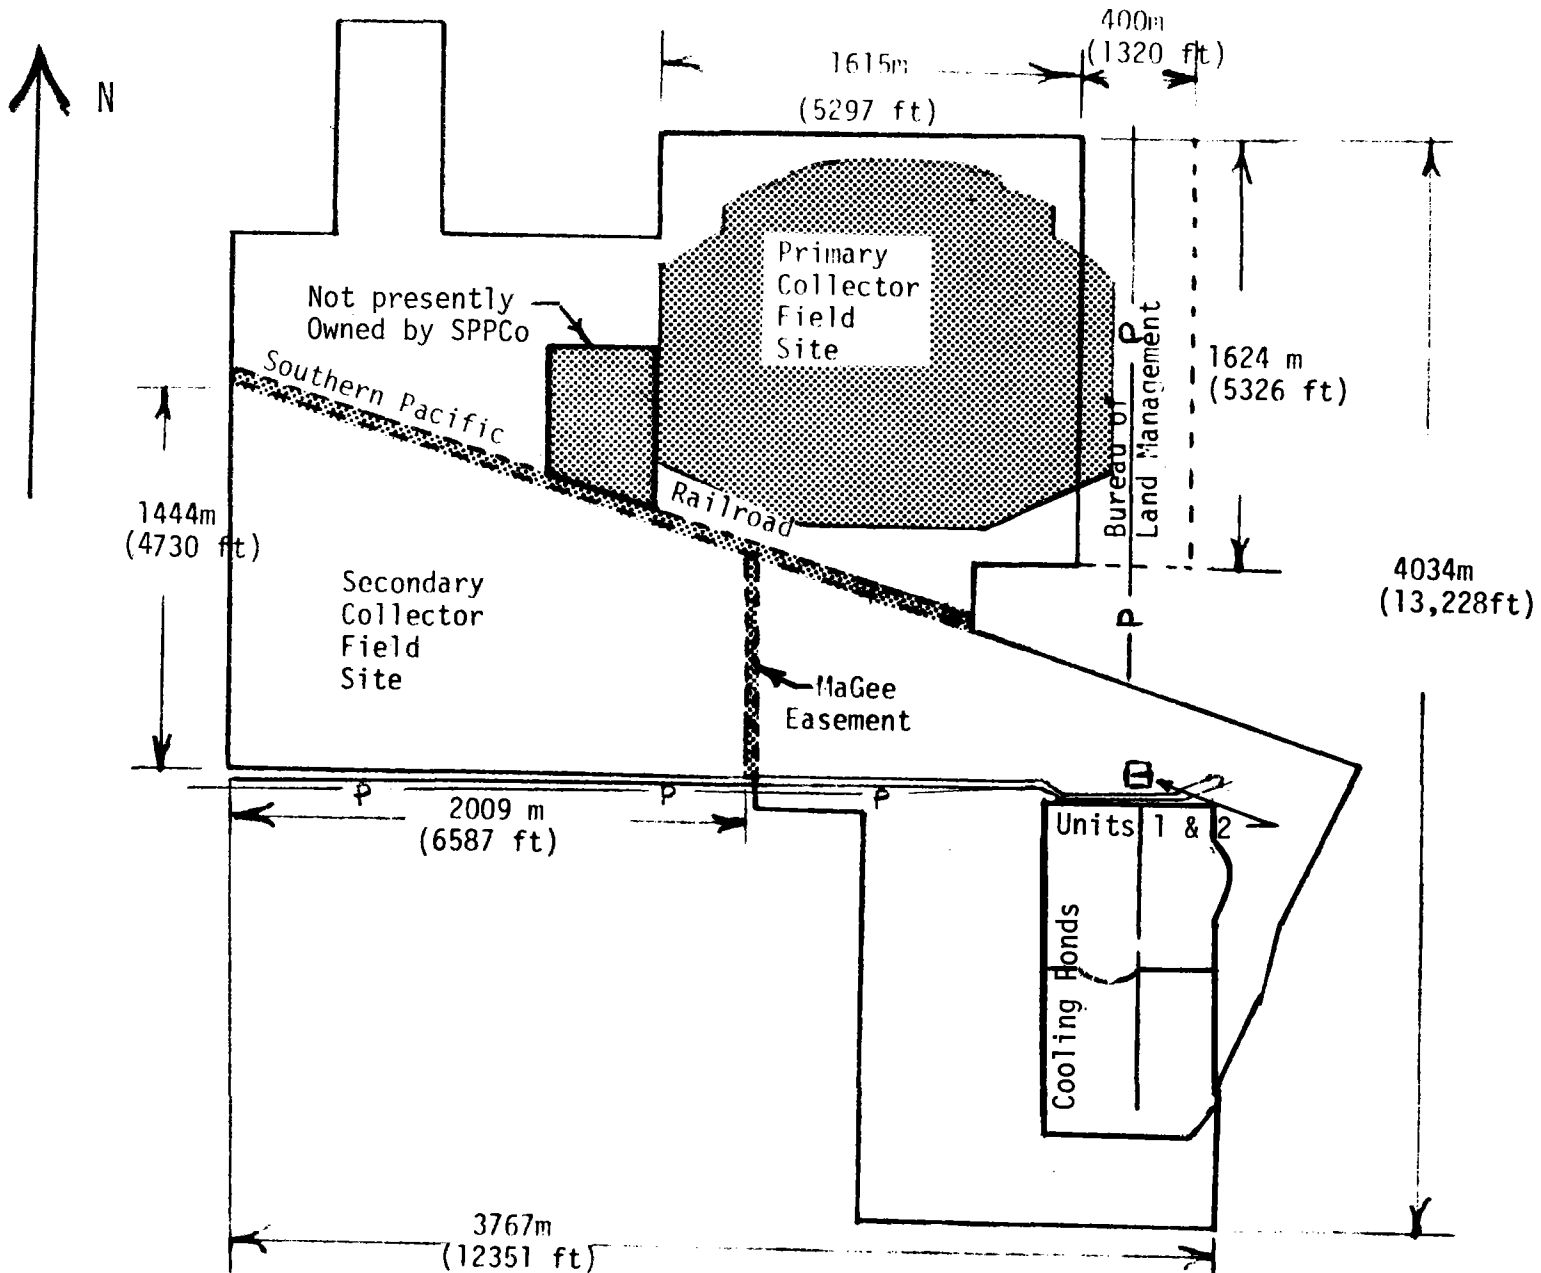 400m
(1320 ft)
1615m
(5297 ft)
N
Primary
Collector
Field
Site
Not presently
Owned by SPPCo
P
Bureau of
Land Management
1624 m
(5326 ft)
Southern Pacific
Railroad
1444m
(4730 ft)
4034m
(13,228ft)
Secondary
Collector
Field
Site
P
MaGee
Easement
P
P
P
2009 m
(6587 ft)
Units 1 & 2
Cooling Ponds
3767m
(12351 ft)